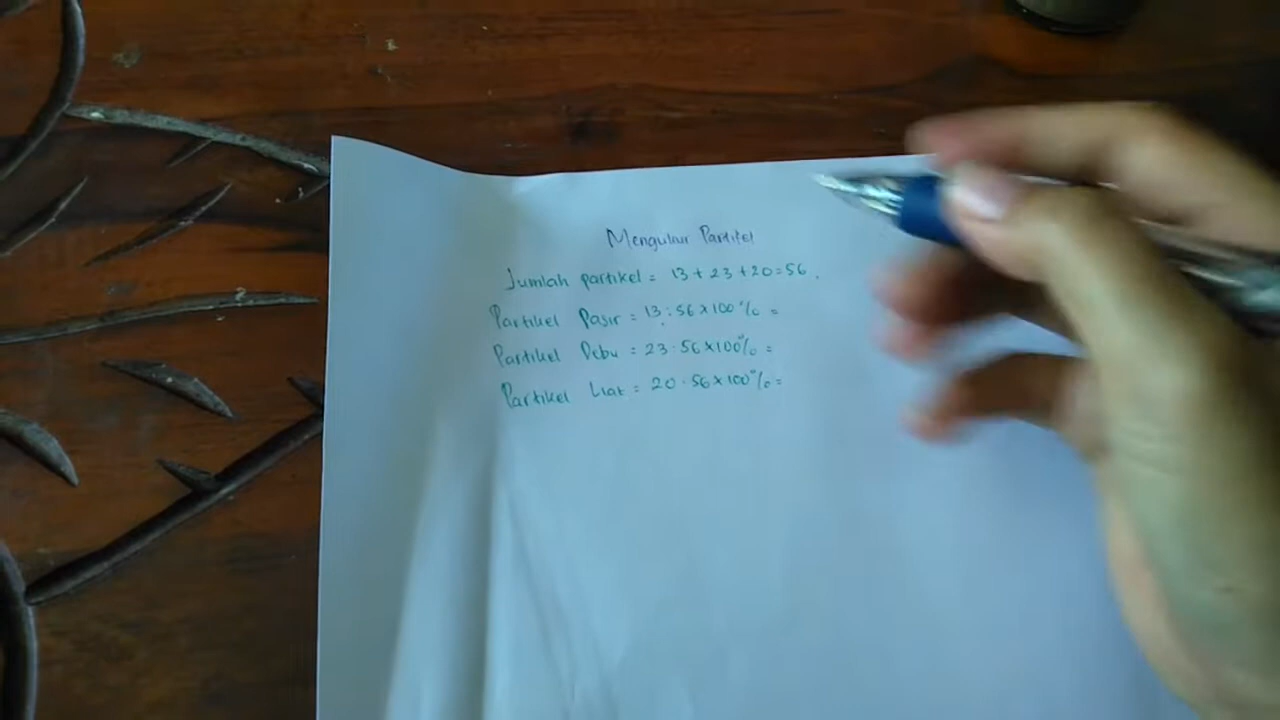 Mengukur Partikel
Jumlah partikel = 13 + 23 + 20 = 56.
Partikel Pasir = 13 : 56 x 100% =
Partikel Debu = 23 : 56 x 100% =
Partikel Liat = 20 : 56 x 100% =